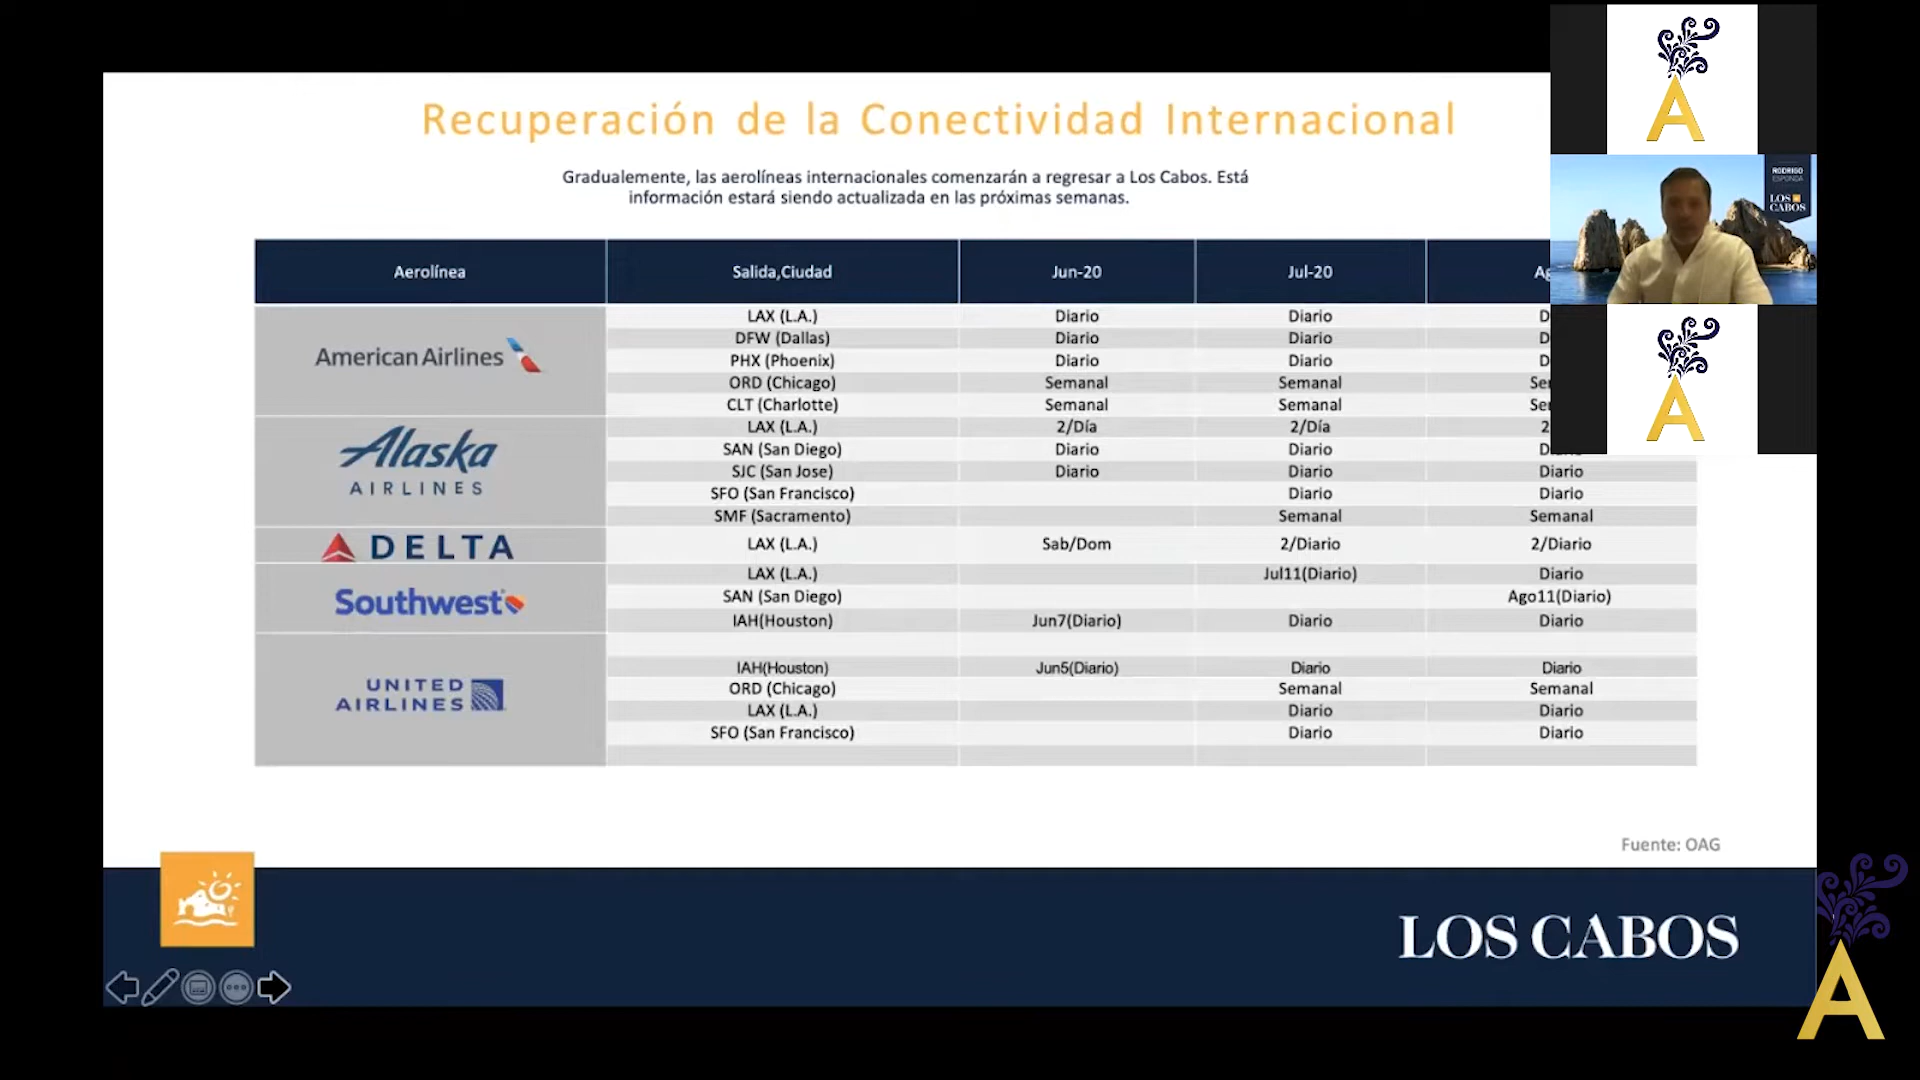 Recuperación de la Conectividad Internacional
Gradualmente, las aerolíneas internacionales comenzarán a regresar a Los Cabos. Está
información estará siendo actualizada en las próximas semanas.
Aerolínea Salida,Ciudad Jun-20 Jul-20
American Airlines
LAX (L.A.) Diario Diario
DFW (Dallas) Diario Diario
PHX (Phoenix) Diario Diario
ORD (Chicago) Semanal Semanal
CLT (Charlotte) Semanal Semanal
Alaska
AIRLINES
LAX (L.A.) 2/Día 2/Día
SAN (San Diego) Diario Diario
SJC (San Jose) Diario Diario Diario
SFO (San Francisco) Diario Diario
SMF (Sacramento) Semanal Semanal
DELTA LAX (L.A.) Sab/Dom 2/Diario 2/Diario
Southwest
LAX (L.A.) Jul11(Diario) Diario
SAN (San Diego) Ago11(Diario)
IAH(Houston) Jun7(Diario) Diario Diario
UNITED
AIRLINES
IAH(Houston) Jun5(Diario) Diario Diario
ORD (Chicago) Semanal Semanal
LAX (L.A.) Diario Diario
SFO (San Francisco) Diario Diario
Fuente: OAG
LOS CABOS
A
RODRIGO
ESPONDA
LOS
CABOS
A
A